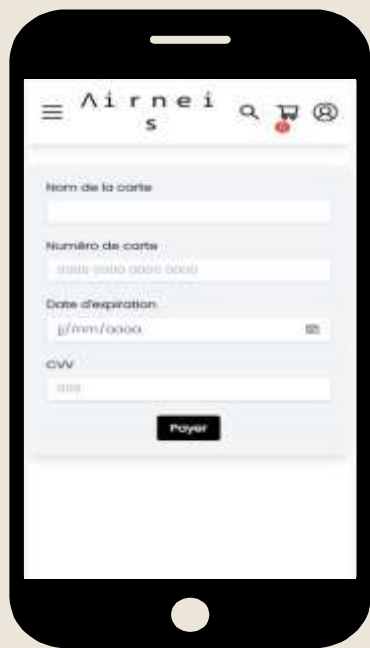 Λirnei
s
Nom de la carte
Numéro de carte
0000 0000 0000 0000
Date d'expiration
jj/mm/aaaa
CVV
000
Payer